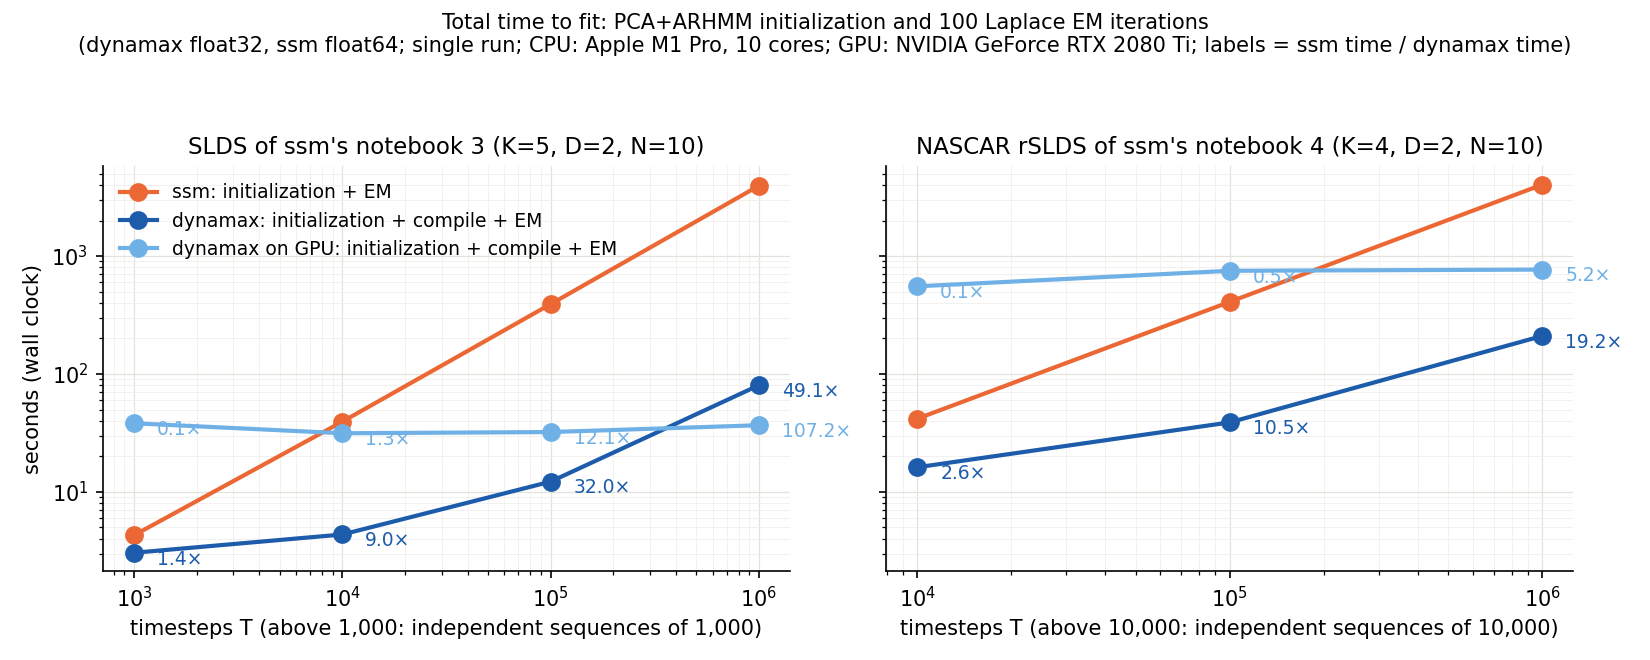 Total time to fit: PCA+ARHMM initialization and 100 Laplace EM iterations
(dynamax float32, ssm float64; single run; CPU: Apple M1 Pro, 10 cores; GPU: NVIDIA GeForce RTX 2080 Ti; labels = ssm time / dynamax time)
SLDS of ssm's notebook 3 (K=5, D=2, N=10)
ssm: initialization + EM
dynamax: initialization + compile + EM
dynamax on GPU: initialization + compile + EM
seconds (wall clock)
10³
10²
10¹
0.1×
1.3×
12.1×
107.2×
1.4×
9.0×
32.0×
49.1×
10³ 10⁴ 10⁵ 10⁶
timesteps T (above 1,000: independent sequences of 1,000)
NASCAR rSLDS of ssm's notebook 4 (K=4, D=2, N=10)
0.1×
0.5×
5.2×
2.6×
10.5×
19.2×
10⁴ 10⁵ 10⁶
timesteps T (above 10,000: independent sequences of 10,000)